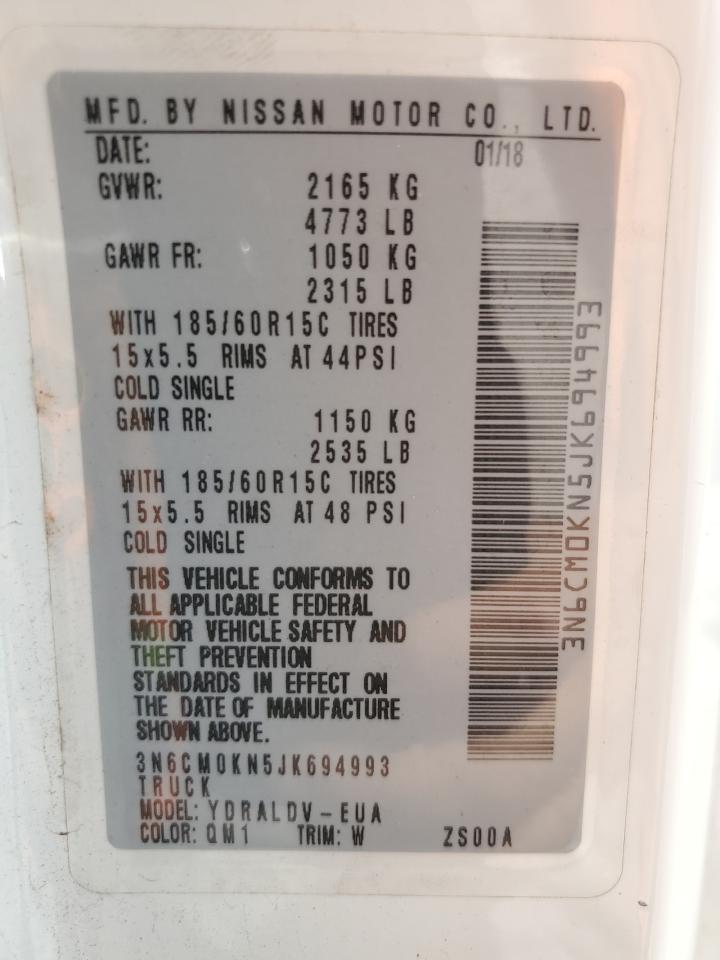 MFD. BY NISSAN MOTOR CO., LTD.
DATE: 01/18
GVWR: 2165 KG
4773 LB
GAWR FR: 1050 KG
2315 LB
WITH 185/60R15C TIRES
15x5.5 RIMS AT 44PSI
COLD SINGLE
GAWR RR: 1150 KG
2535 LB
WITH 185/60R15C TIRES
15x5.5 RIMS AT 48 PSI
COLD SINGLE
THIS VEHICLE CONFORMS TO
ALL APPLICABLE FEDERAL
MOTOR VEHICLE SAFETY AND
THEFT PREVENTION
STANDARDS IN EFFECT ON
THE DATE OF MANUFACTURE
SHOWN ABOVE.
3N6CM0KN5JK694993
TRUCK
MODEL: YDRALDV-EUA
COLOR: QM1 TRIM: W ZS00A
3N6CM0KN5JK694993